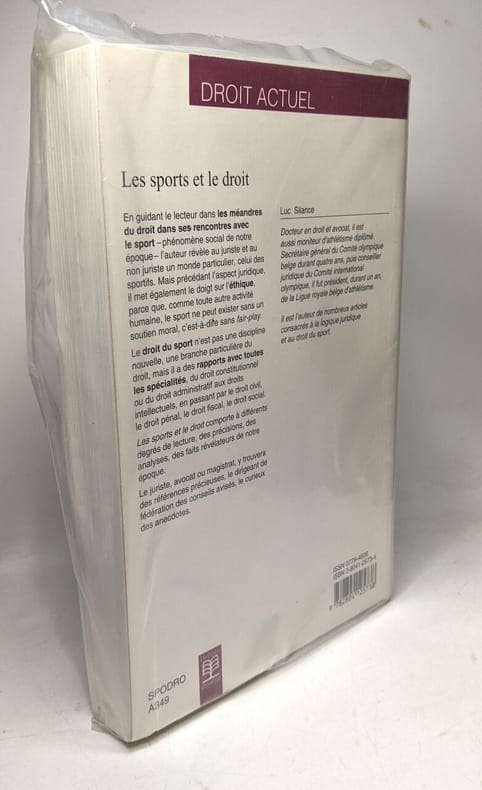 DROIT ACTUEL
Les sports et le droit
En guidant le lecteur dans les méandres
du droit dans ses rencontres avec
le sport – phénomène social de notre
époque – l'auteur révèle au juriste et au
non juriste un monde particulier, celui des
sportifs. Mais précédant l'aspect juridique,
il met également le doigt sur l'éthique,
parce que, comme toute autre activité
humaine, le sport ne peut exister sans un
soutien moral, c'est-à-dire sans fair-play.
Le droit du sport n'est pas une discipline
nouvelle, une branche particulière du
droit, mais il a des rapports avec toutes
les spécialités, du droit constitutionnel
ou du droit administratif aux droits
intellectuels, en passant par le droit civil,
le droit pénal, le droit fiscal, le droit social.
Les sports et le droit comporte à différents
degrés de lecture, des précisions, des
analyses, des faits révélateurs de notre
époque.
Le juriste, avocat ou magistrat, y trouvera
des références précieuses, le dirigeant de
fédération des conseils avisés, le curieux
des anecdotes.
Luc Silance
Docteur en droit et avocat, il est
aussi moniteur d'athlétisme diplômé.
Secrétaire général du Comité olympique
belge durant quatre ans, puis conseiller
juridique du Comité international
olympique, il fut président, durant un an,
de la Ligue royale belge d'athlétisme.
Il est l'auteur de nombreux articles
consacrés à la logique juridique
et au droit du sport.
SPODRO
A349